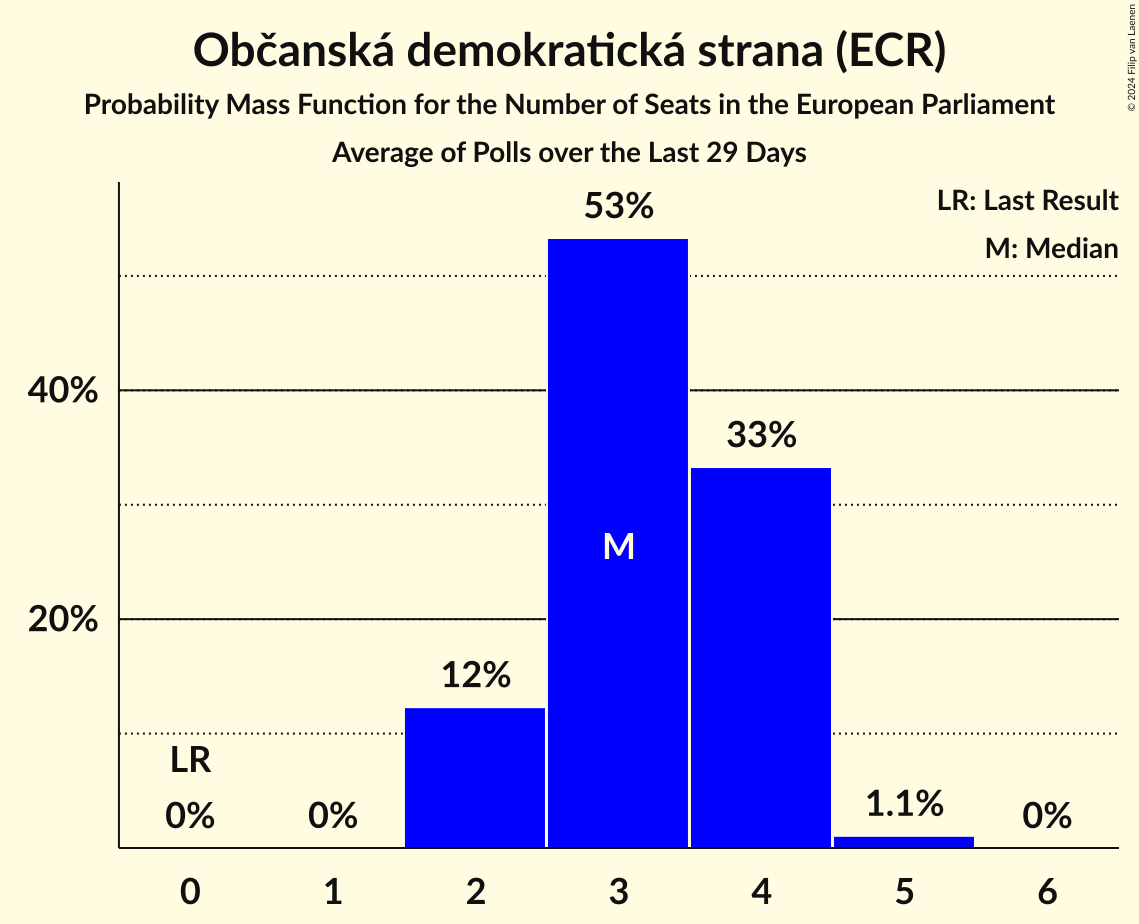 Občanská demokratická strana (ECR)
Probability Mass Function for the Number of Seats in the European Parliament
Average of Polls over the Last 29 Days
© 2024 Filip van Laenen
LR: Last Result
M: Median
53%
40%
33%
M
20%
12%
LR
0%
0%
1.1%
0%
0 1 2 3 4 5 6